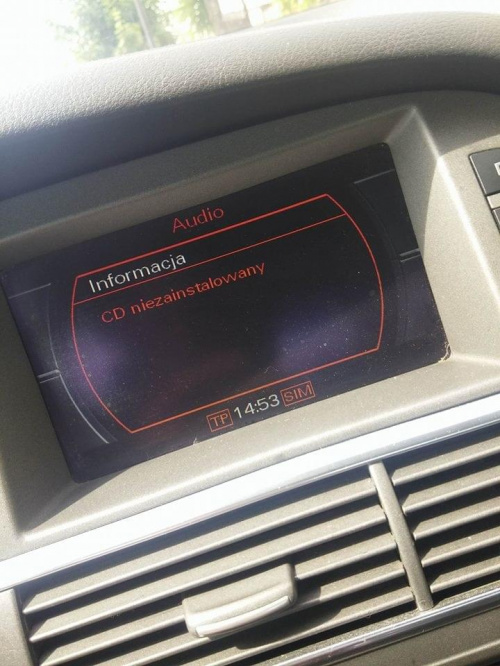 Audio
Informacja
CD niezainstalowany
TP 14:53 SIM